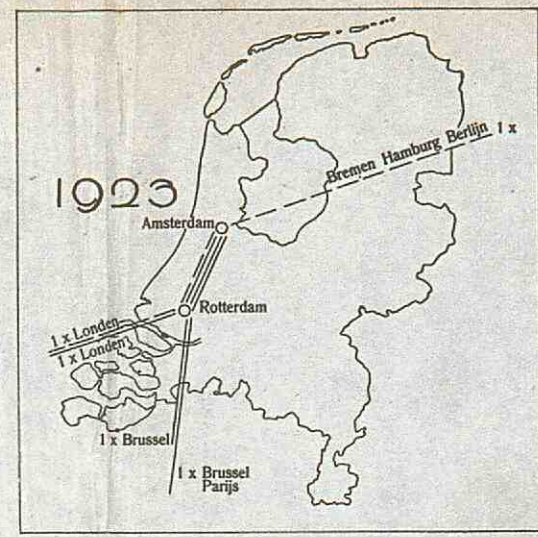 Bremen Hamburg Berlijn 1 x
1923
Amsterdam
Rotterdam
1 x Londen
1 x Londen
1 x Brussel
1 x Brussel
Parijs